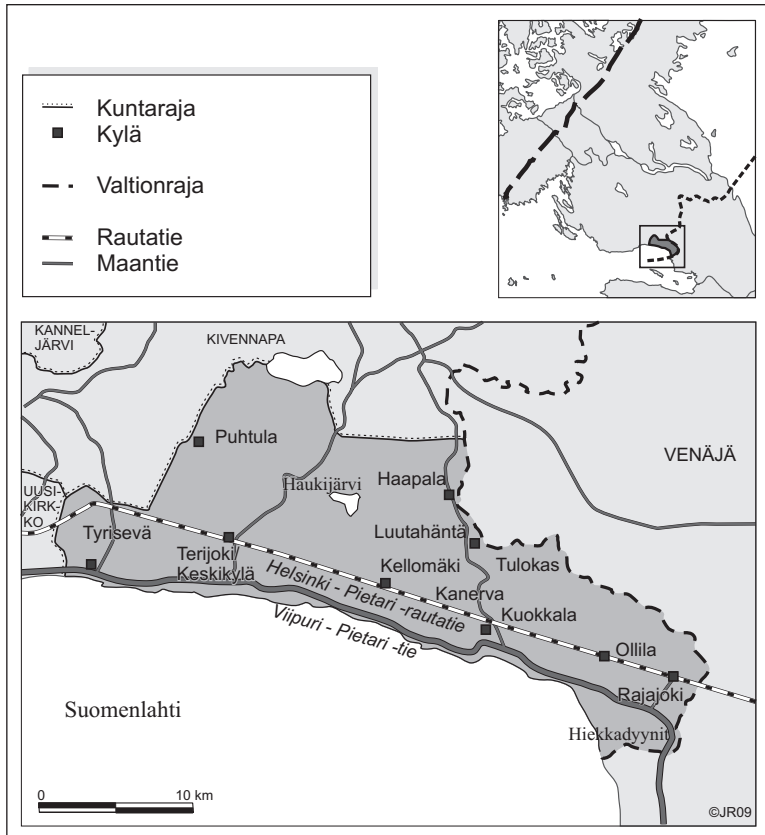 Kuntaraja
Kylä
Valtionraja
Rautatie
Maantie
KANNEL-
JÄRVI
KIVENNAPA
Puhtula
VENÄJÄ
Haukijärvi
Haapala
UUSI-
KIRK-
KO
Tyrisevä
Luutahäntä
Terijoki
Keskikylä
Kellomäki
Tulokas
Helsinki - Pietari -rautatie
Kanerva
Kuokkala
Viipuri - Pietari -tie
Ollila
Rajajoki
Suomenlahti
Hiekkadyynit
0 10 km
©JR09